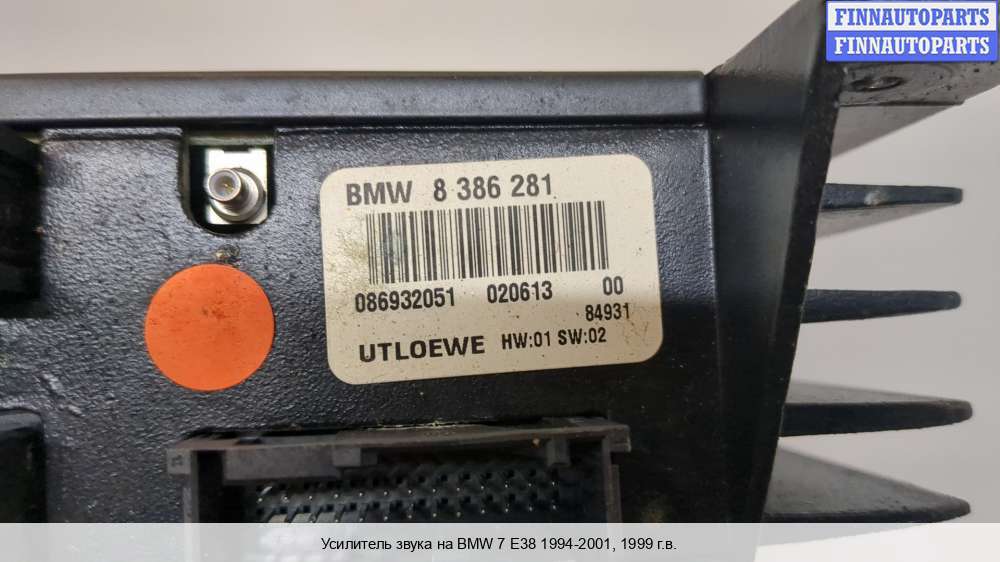 FINNAUTOPARTS
FINNAUTOPARTS
BMW 8 386 281
086932051 020613 00
84931
UTLOEWE HW:01 SW:02
Усилитель звука на BMW 7 E38 1994-2001, 1999 г.в.